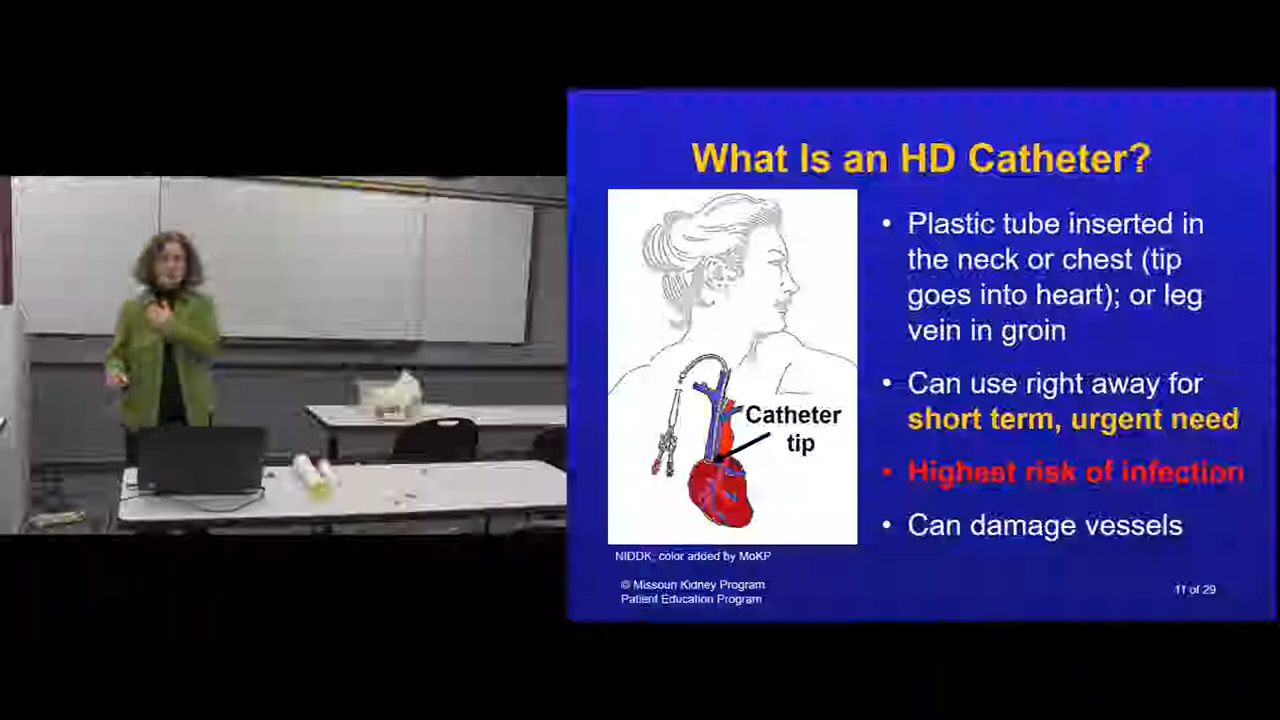 What Is an HD Catheter?
• Plastic tube inserted in
the neck or chest (tip
goes into heart); or leg
vein in groin
• Can use right away for
short term, urgent need
• Highest risk of infection
• Can damage vessels
Catheter
tip
NIDDK, color added by MoKP
© Missouri Kidney Program
Patient Education Program
11 of 29